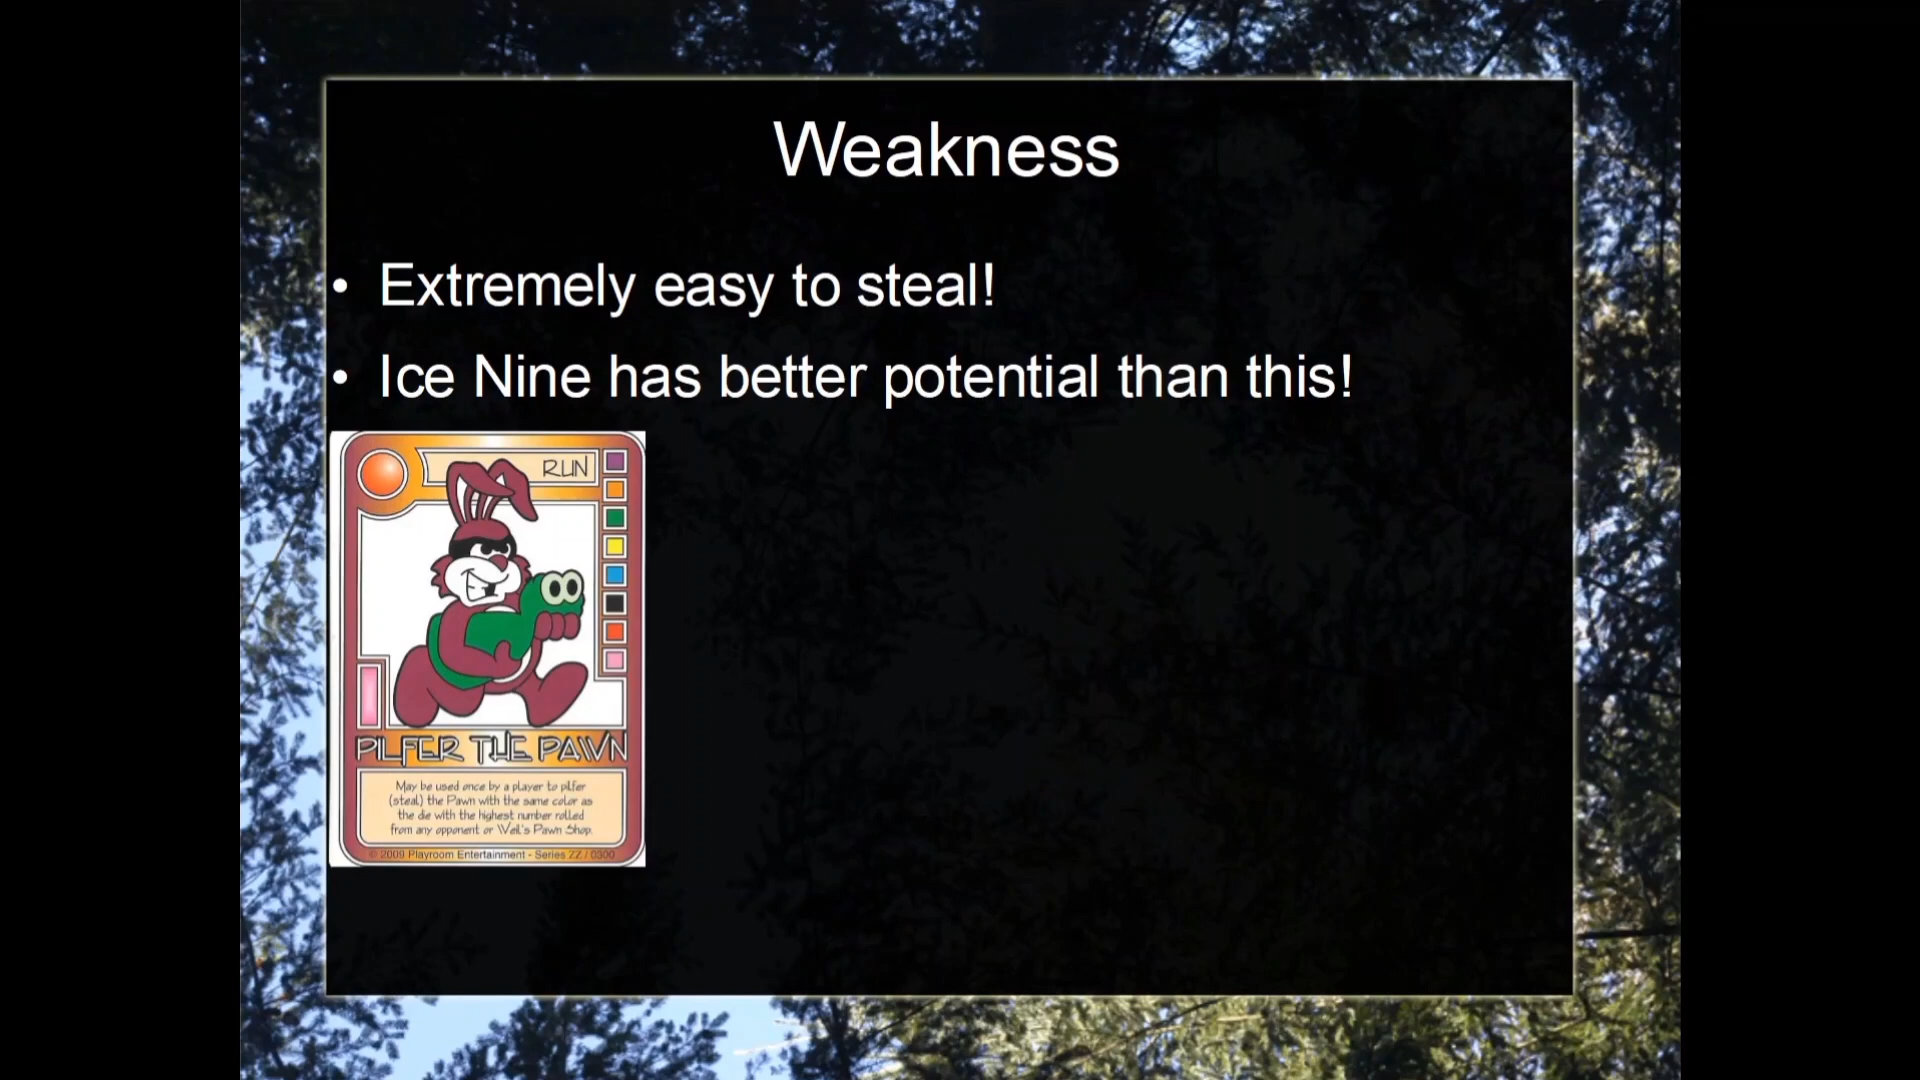 Weakness
• Extremely easy to steal!
• Ice Nine has better potential than this!
RUN
PILFER THE PAWN
May be used once by a player to pilfer
(steal) the Pawn with the same color as
the die with the highest number rolled
from any opponent or Weil's Pawn Shop.
© 2009 Playroom Entertainment - Series ZZ / 0300